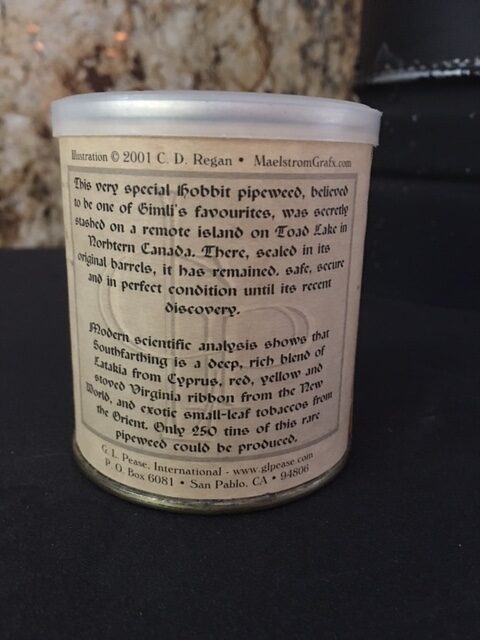 Illustration © 2001 C. D. Regan • MaelstromGrafx.com
This very special Hobbit pipeweed, believed
to be one of Gimli's favourites, was secretly
stashed on a remote island on Toad Lake in
Norhtern Canada. There, sealed in its
original barrels, it has remained, safe, secure
and in perfect condition until its recent
discovery.
Modern scientific analysis shows that
Southfarthing is a deep, rich blend of
Latakia from Cyprus, red, yellow and
stoved Virginia ribbon from the New
World, and exotic small-leaf tobaccos from
the Orient. Only 250 tins of this rare
pipeweed could be produced.
G. L. Pease, International - www.glpease.com
P. O. Box 6081 • San Pablo, CA • 94806